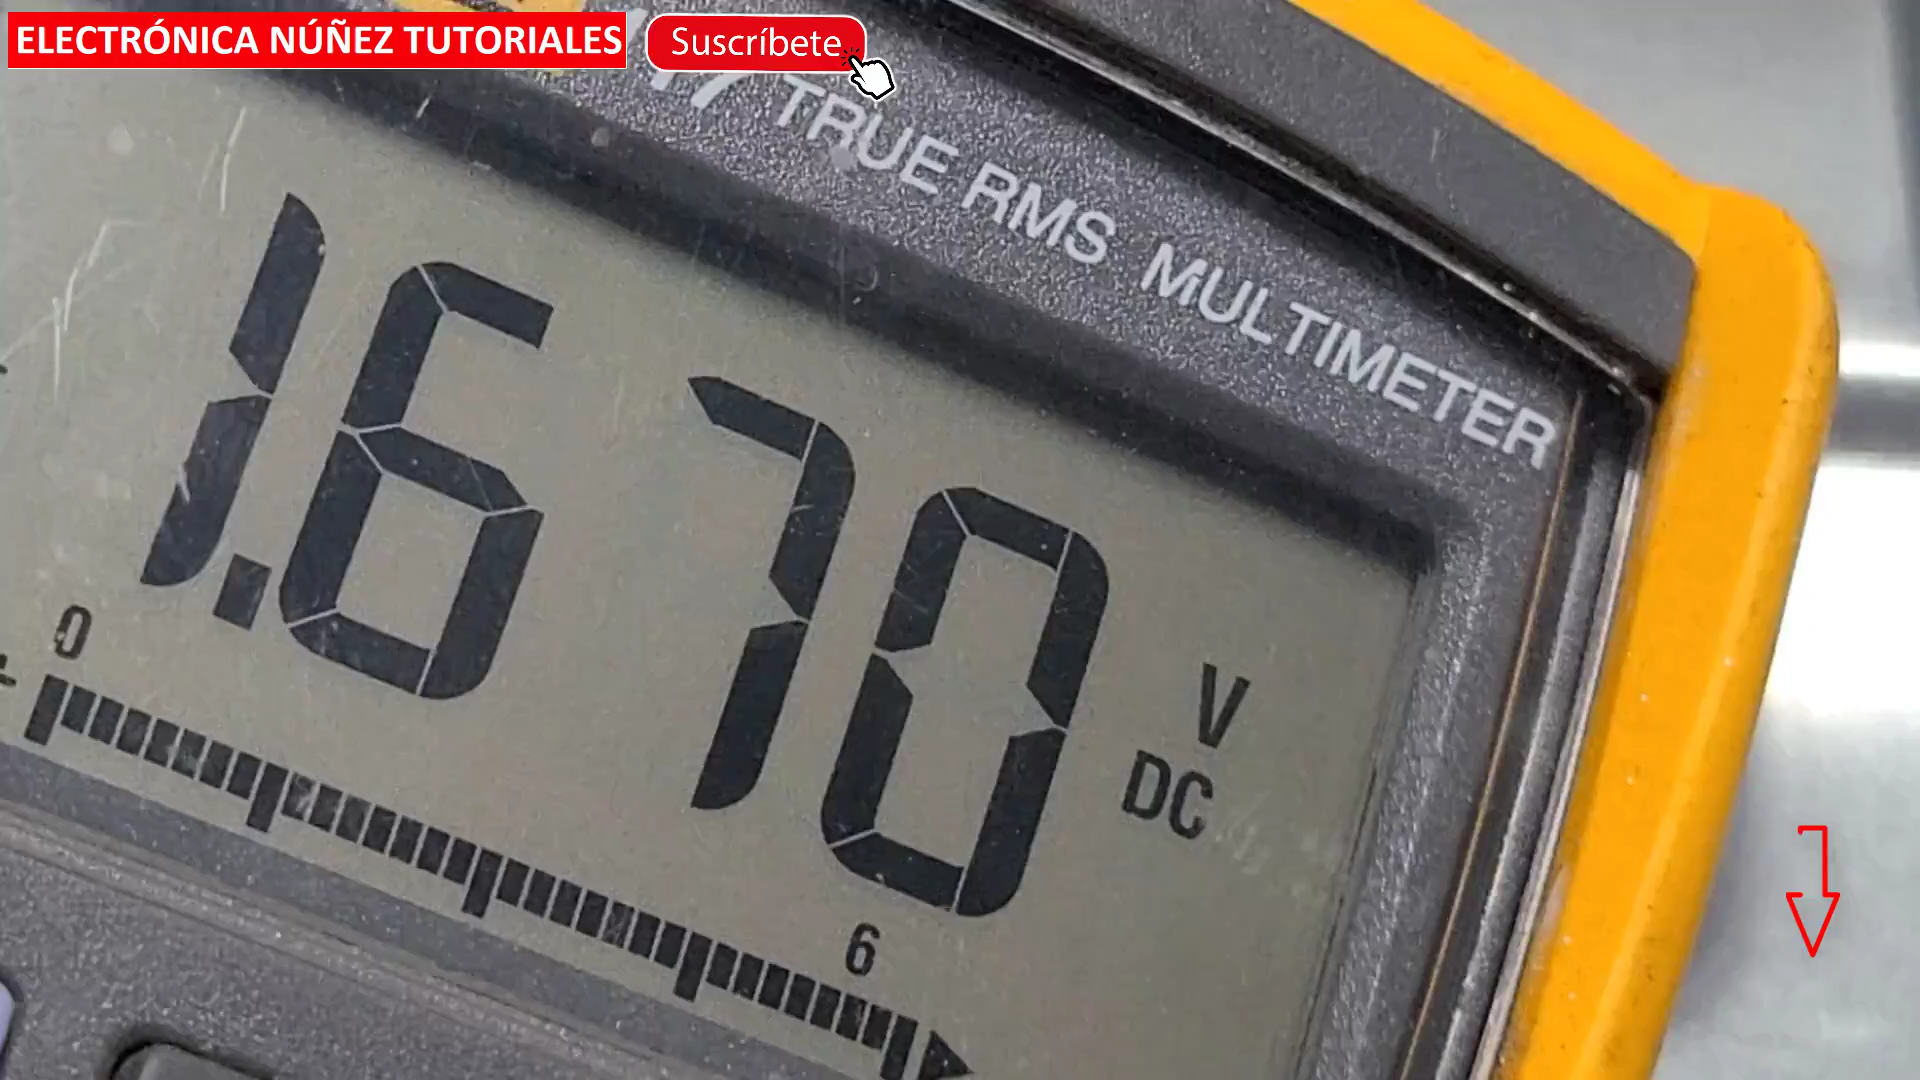 ELECTRÓNICA NÚÑEZ TUTORIALES
Suscríbete
TRUE RMS MULTIMETER
1.670
V
DC
0
6